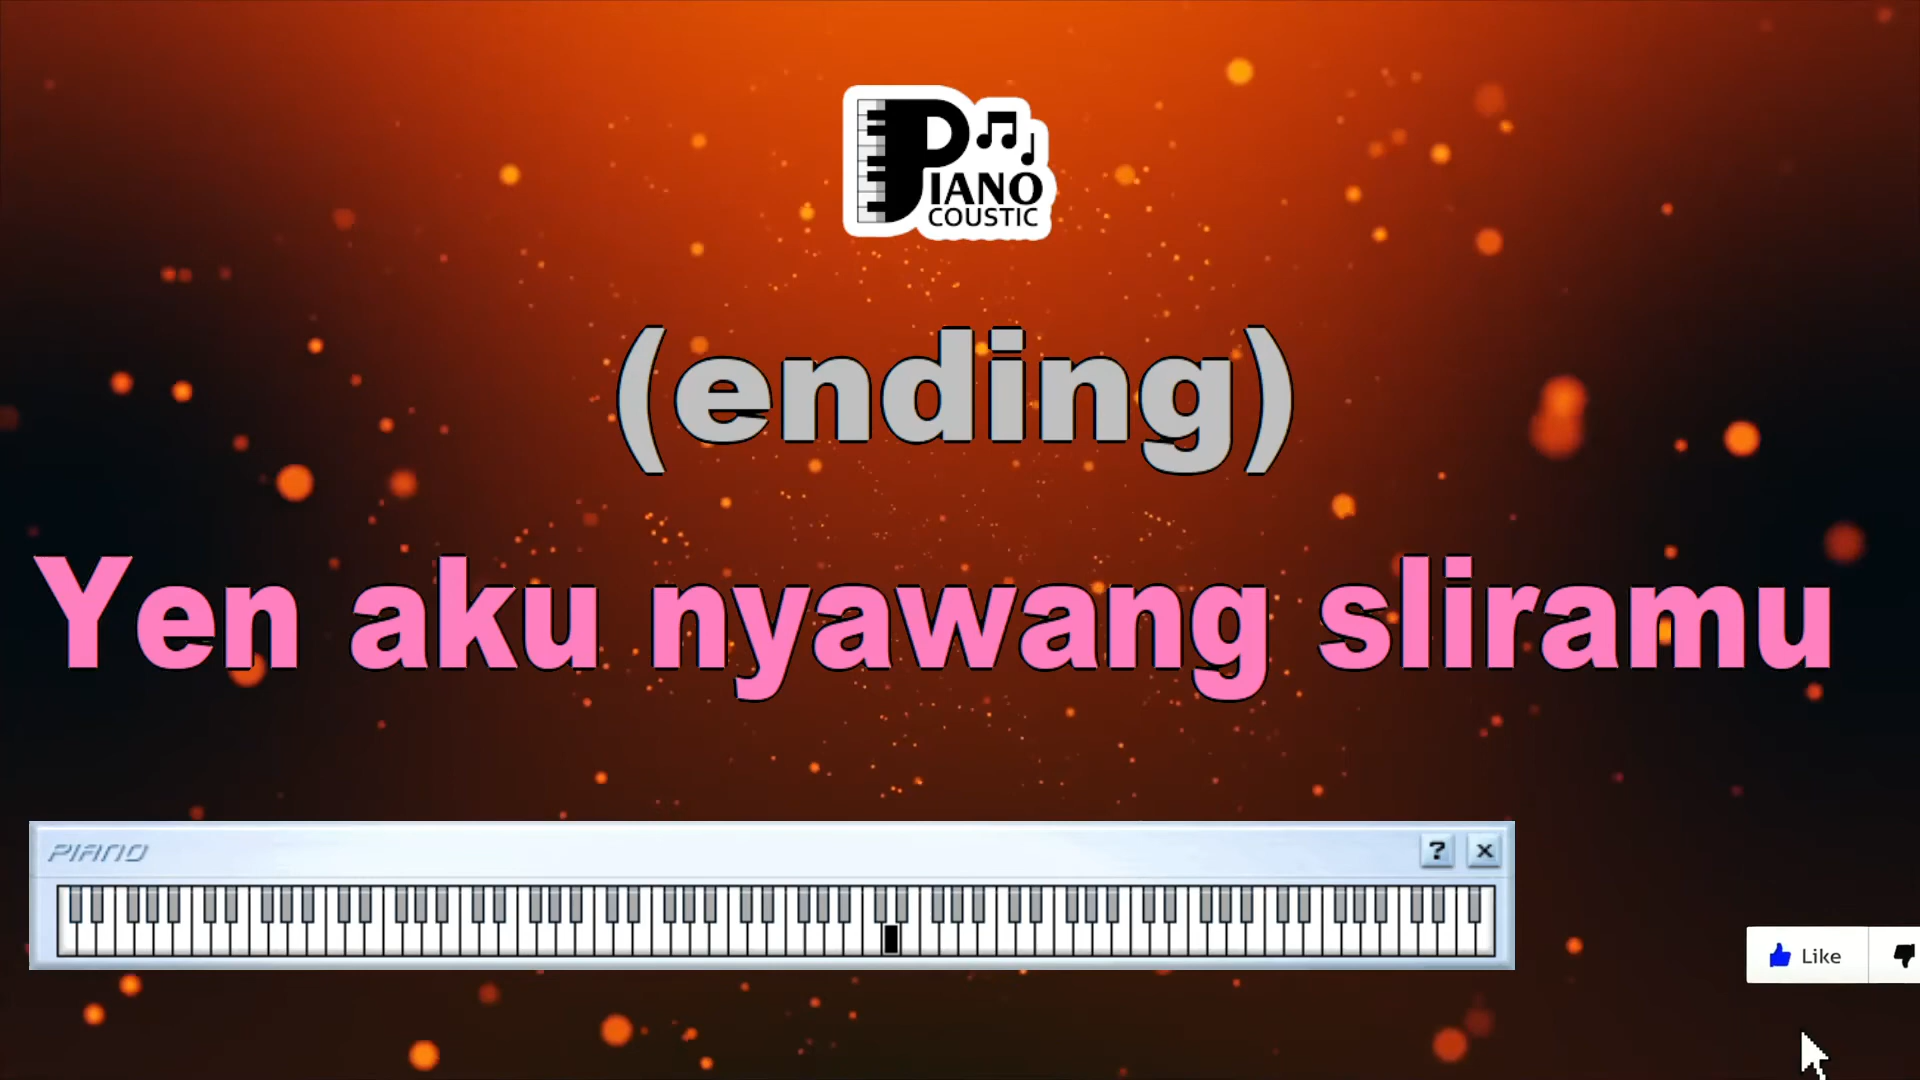 PIANO
COUSTIC
(ending)
Yen aku nyawang sliramu
PIANO
? x
Like